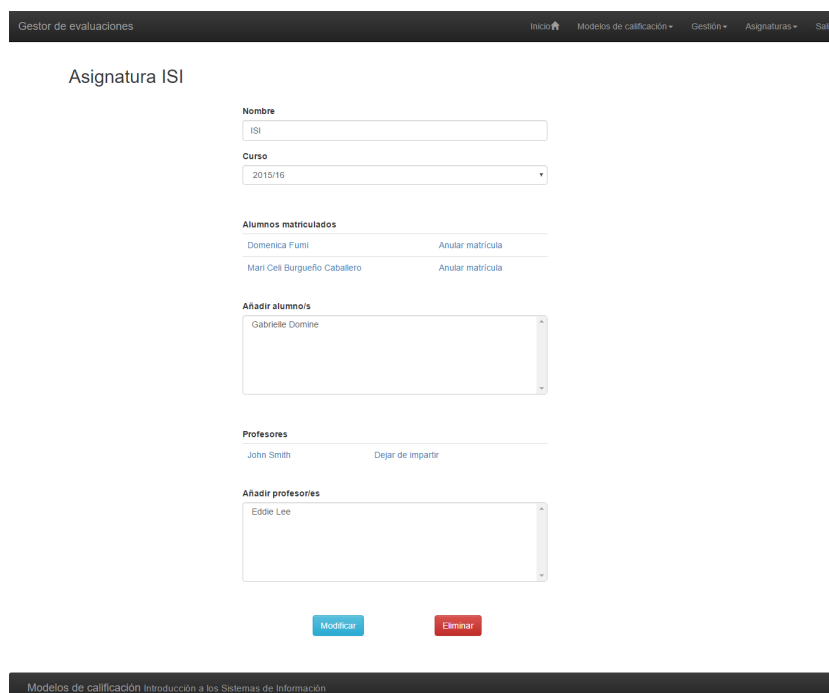 Gestor de evaluaciones Inicio Modelos de calificación Gestión Asignaturas
Asignatura ISI
Nombre
ISI
Curso
2015/16
Alumnos matriculados
Domenica Fumi Anular matrícula
Mari Celi Burgueño Caballero Anular matrícula
Añadir alumno/s
Gabrielle Domine
Profesores
John Smith Dejar de impartir
Añadir profesor/es
Eddie Lee
Modificar Eliminar
Modelos de calificación Introducción a los Sistemas de Información